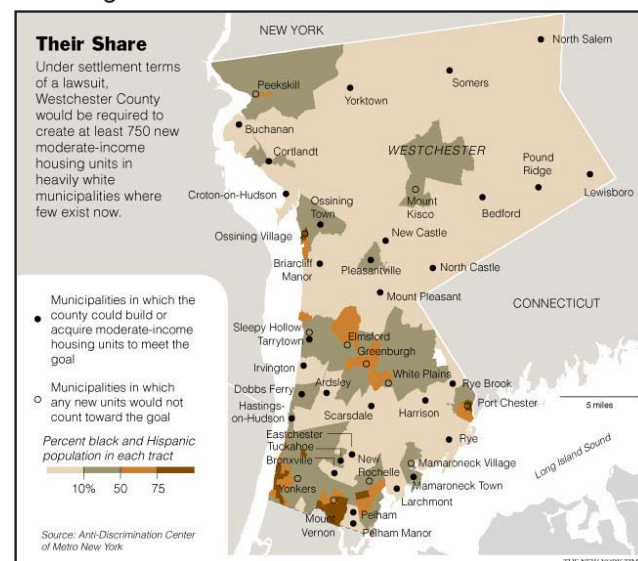 Their Share
Under settlement terms
of a lawsuit,
Westchester County
would be required to
create at least 750 new
moderate-income
housing units in
heavily white
municipalities where
few exist now.
NEW YORK
North Salem
Peekskill
Yorktown
Somers
Buchanan
Cortlandt
WESTCHESTER
Pound
Ridge
Lewisboro
Croton-on-Hudson
Ossining
Town
Mount
Kisco
Bedford
Ossining Village
New Castle
Briarcliff
Manor
Pleasantville
North Castle
Mount Pleasant
CONNECTICUT
Municipalities in which the
county could build or
acquire moderate-income
housing units to meet the
goal
Municipalities in which
any new units would not
count toward the goal
Percent black and Hispanic
population in each tract
10% 50 75
Source: Anti-Discrimination Center
of Metro New York
Sleepy Hollow
Tarrytown
Elmsford
Greenburgh
Irvington
White Plains
Rye Brook
Dobbs Ferry
Ardsley
Port Chester
Hastings-
on-Hudson
Scarsdale
Harrison
5 miles
Eastchester
Tuckahoe
Bronxville
New
Rochelle
Rye
Mamaroneck Village
Long Island Sound
Yonkers
Mamaroneck Town
Larchmont
Mount
Vernon
Pelham
Pelham Manor